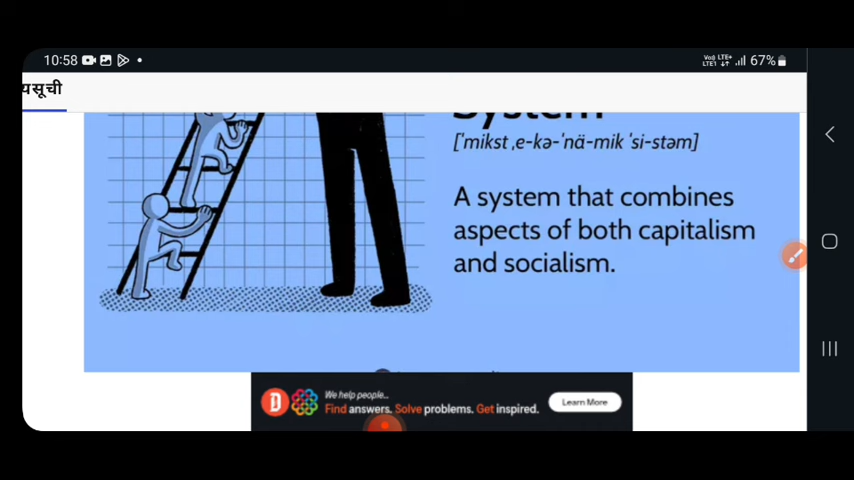 10:58
67%
यसूची
System
['mikst ˌe-kə-ˈnä-mik ˈsi-stəm]
A system that combines
aspects of both capitalism
and socialism.
We help people...
Find answers. Solve problems. Get inspired.
Learn More